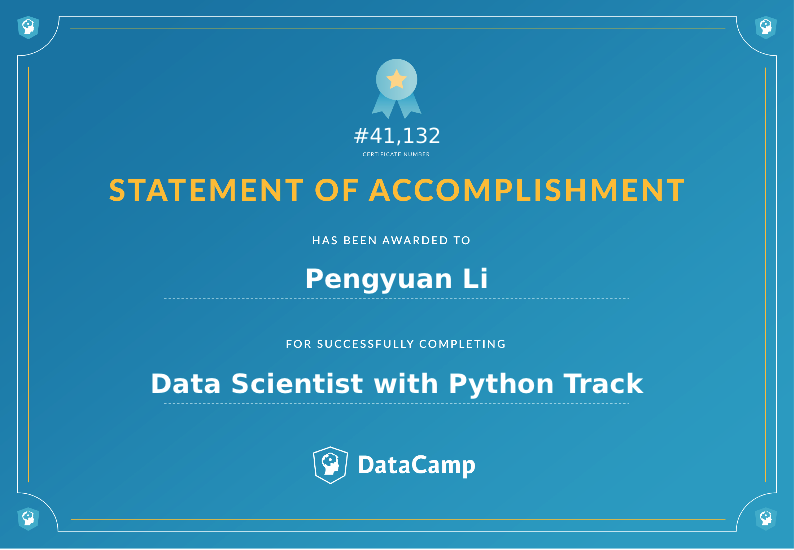 #41,132
CERTIFICATE NUMBER
STATEMENT OF ACCOMPLISHMENT
HAS BEEN AWARDED TO
Pengyuan Li
FOR SUCCESSFULLY COMPLETING
Data Scientist with Python Track
DataCamp